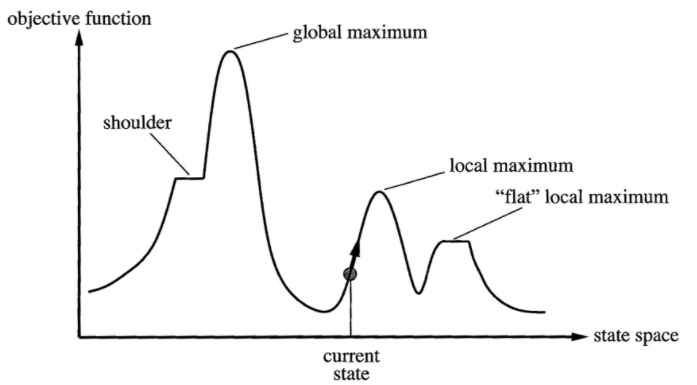 objective function
global maximum
shoulder
local maximum
“flat” local maximum
state space
current
state